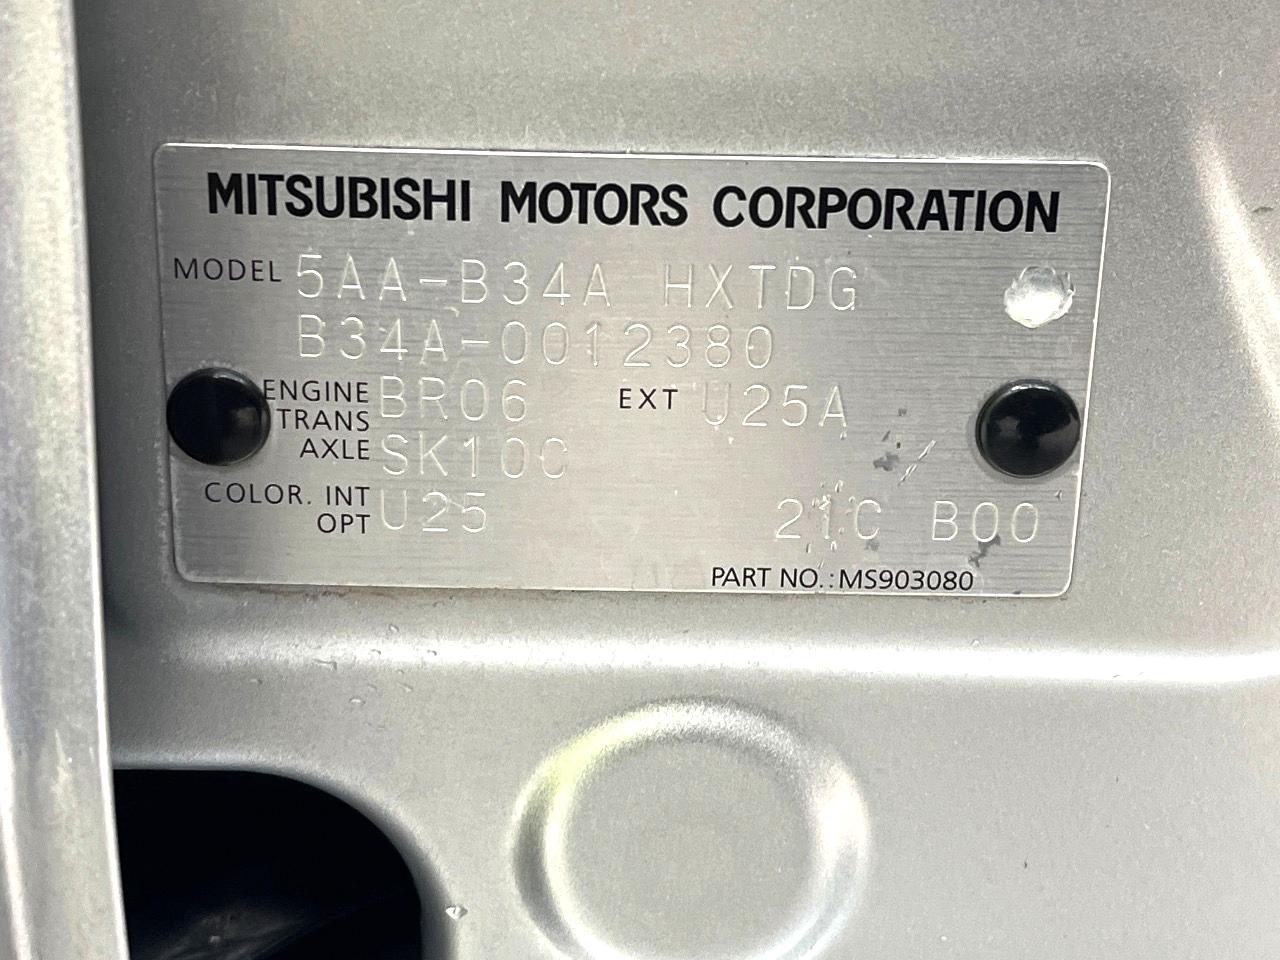 MITSUBISHI MOTORS CORPORATION
MODEL 5AA-B34A HXTDG
B34A-0012380
ENGINE BR06 EXT U25A
TRANS
AXLE SK10C
COLOR. INT U25 21C B00
OPT
PART NO.: MS903080